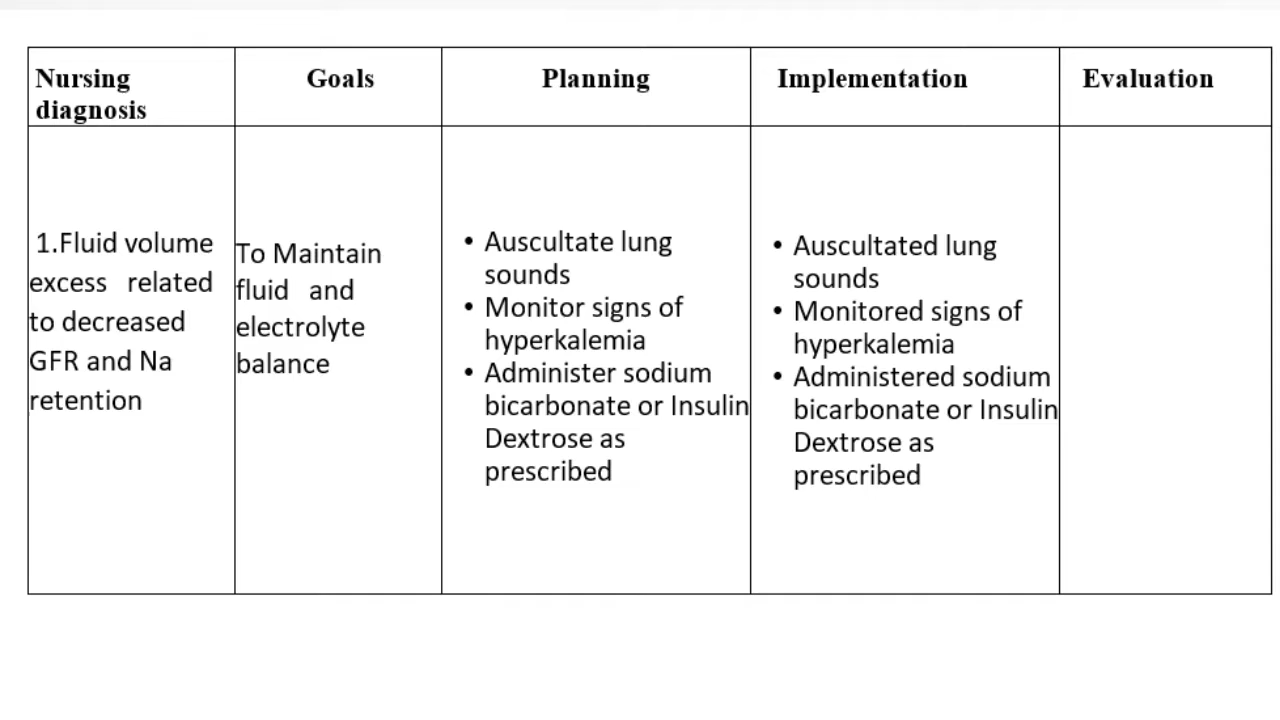 Nursing diagnosis
Goals
Planning
Implementation
Evaluation
1.Fluid volume
excess related
to decreased
GFR and Na
retention
To Maintain
fluid and
electrolyte
balance
• Auscultate lung
sounds
• Monitor signs of
hyperkalemia
• Administer sodium
bicarbonate or Insulin
Dextrose as
prescribed
• Auscultated lung
sounds
• Monitored signs of
hyperkalemia
• Administered sodium
bicarbonate or Insulin
Dextrose as
prescribed